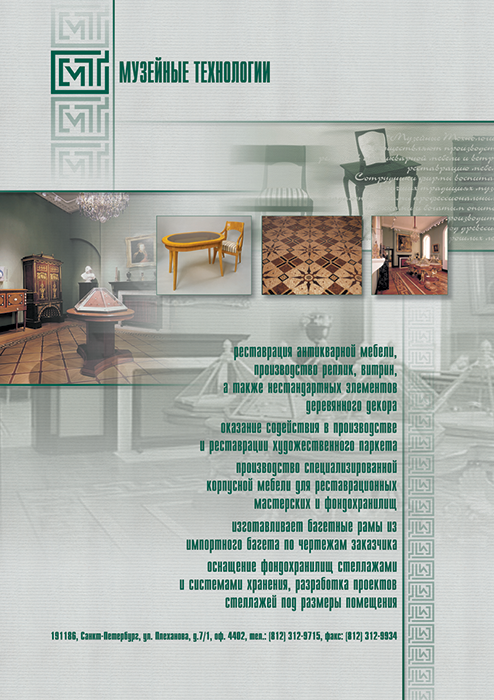 МУЗЕЙНЫЕ ТЕХНОЛОГИИ
реставрация антикварной мебели,
производство реплик, витрин,
а также нестандартных элементов
деревянного декора
оказание содействия в производстве
и реставрации художественного паркета
производство специализированной
корпусной мебели для реставрационных
мастерских и фондохранилищ
изготавливает багетные рамы из
импортного багета по чертежам заказчика
оснащение фондохранилищ стеллажами
и системами хранения, разработка проектов
стеллажей под размеры помещения
191186, Санкт-Петербург, ул. Плеханова, д.7/1, оф. 4402, тел.: (812) 312-9715, факс: (812) 312-9934